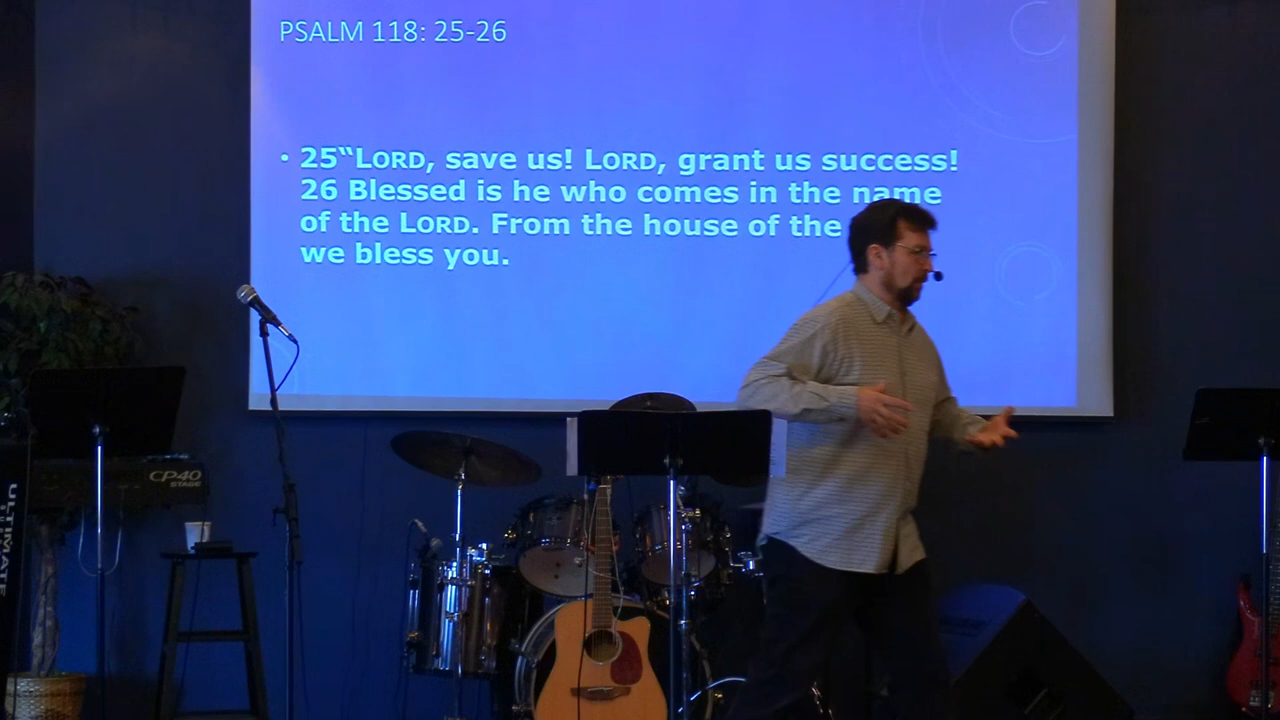 PSALM 118: 25-26
• 25“LORD, save us! LORD, grant us success!
26 Blessed is he who comes in the name
of the LORD. From the house of the
we bless you.
CP40
STAGE
ULTIMATE